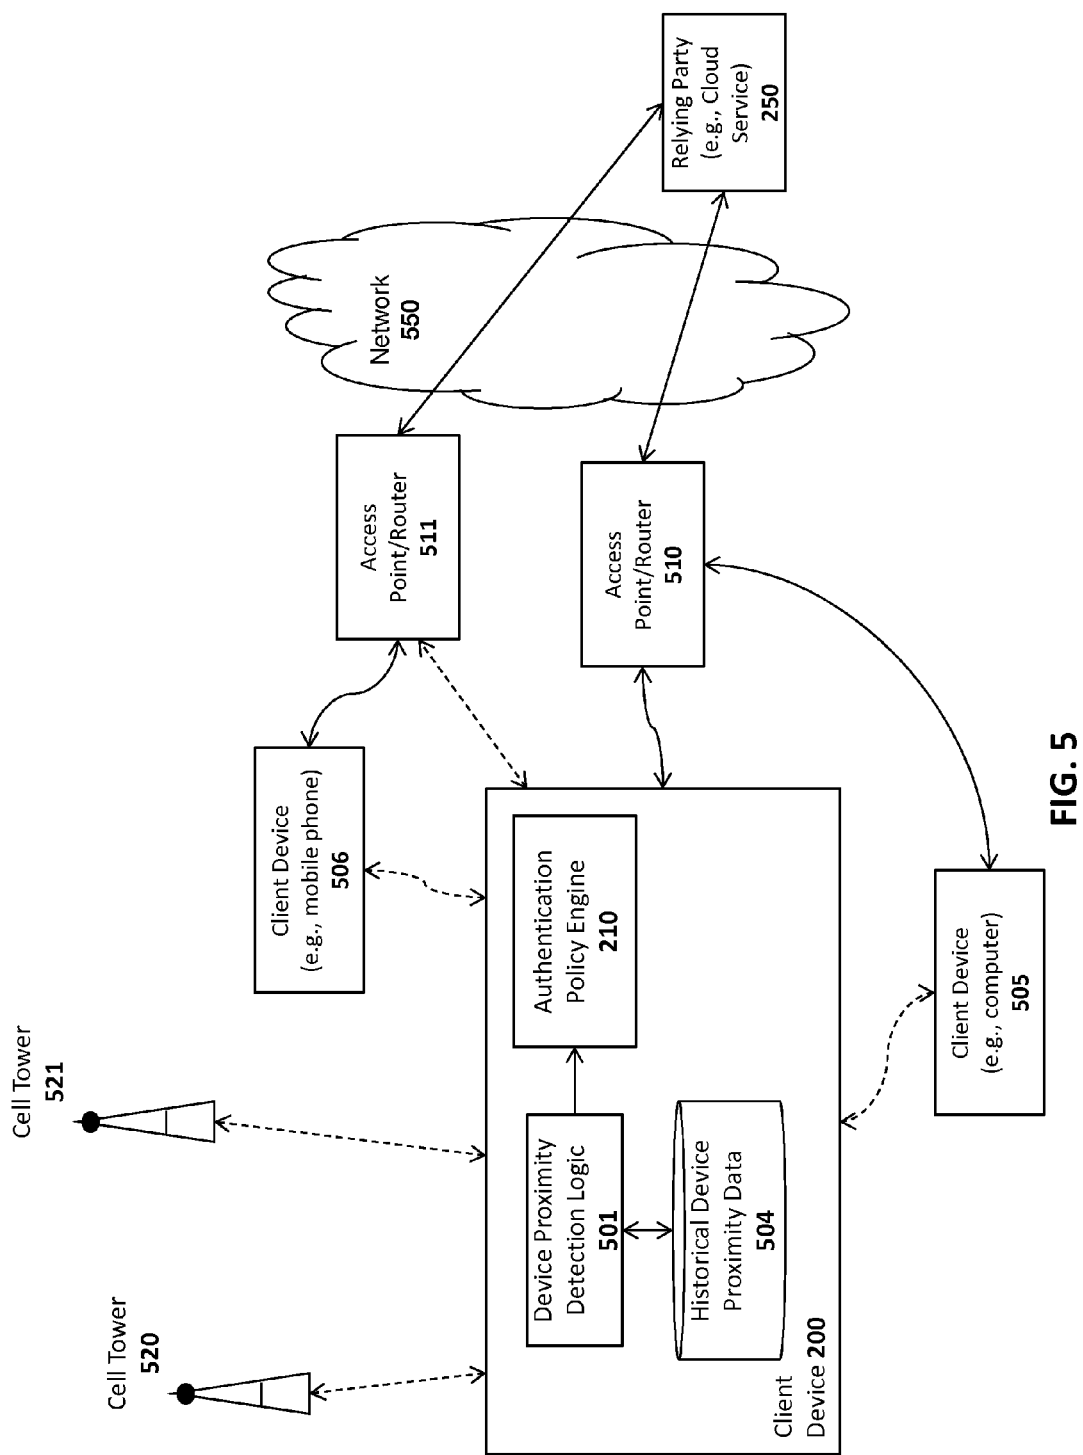 Cell Tower
520
Cell Tower
521
Client Device
(e.g., mobile phone)
506
Access
Point/Router
511
Network
550
Relying Party
(e.g., Cloud
Service)
250
Device Proximity
Detection Logic
501
Authentication
Policy Engine
210
Historical Device
Proximity Data
504
Client
Device 200
Access
Point/Router
510
Client Device
(e.g., computer)
505
FIG. 5